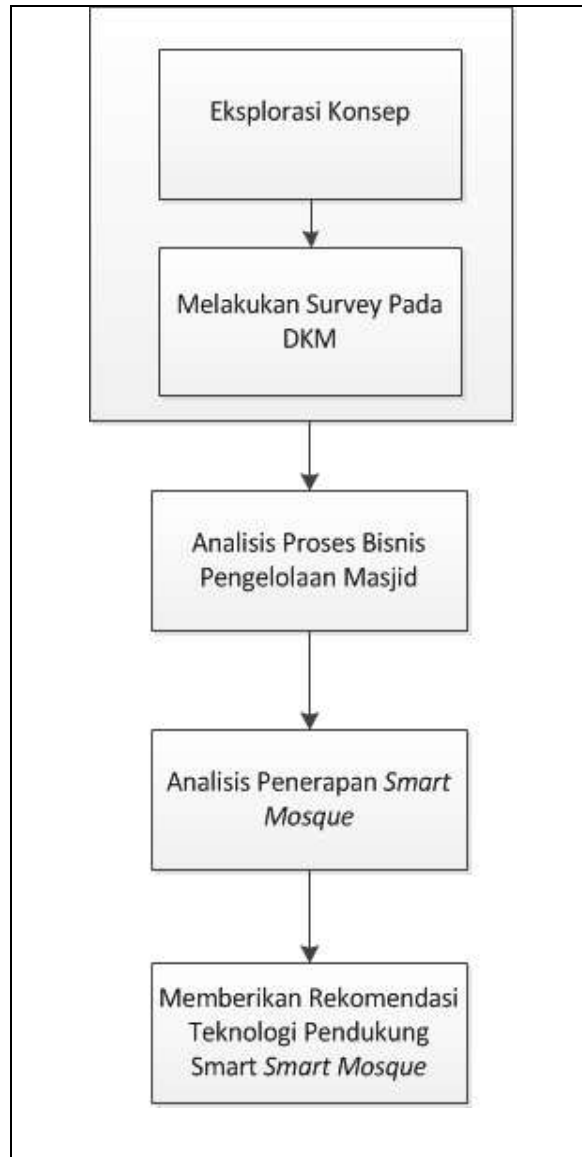 Eksplorasi Konsep
Melakukan Survey Pada
DKM
Analisis Proses Bisnis
Pengelolaan Masjid
Analisis Penerapan Smart
Mosque
Memberikan Rekomendasi
Teknologi Pendukung
Smart Smart Mosque